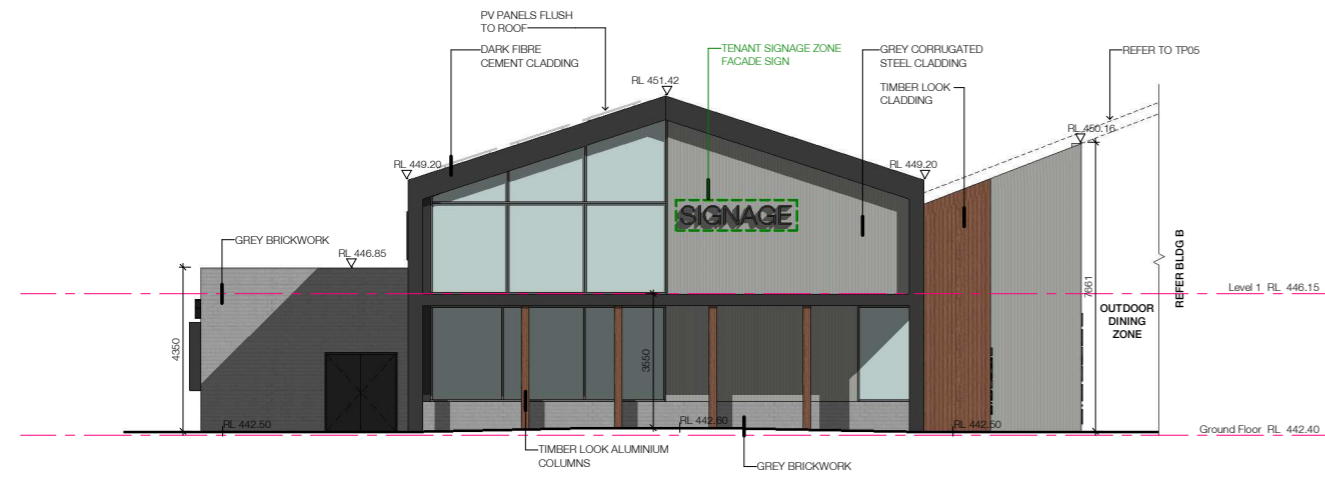 PV PANELS FLUSH
TO ROOF
DARK FIBRE
CEMENT CLADDING
TENANT SIGNAGE ZONE
FACADE SIGN
GREY CORRUGATED
STEEL CLADDING
REFER TO TP05
TIMBER LOOK
CLADDING
RL 451.42
RL 450.16
RL 449.20
RL 449.20
SIGNAGE
GREY BRICKWORK
RL 446.85
Level 1 RL 446.15
REFER BLDG B
7661
OUTDOOR
DINING
ZONE
4350
3550
RL 442.50
RL 442.60
RL 442.50
Ground Floor RL 442.40
TIMBER LOOK ALUMINIUM
COLUMNS
GREY BRICKWORK